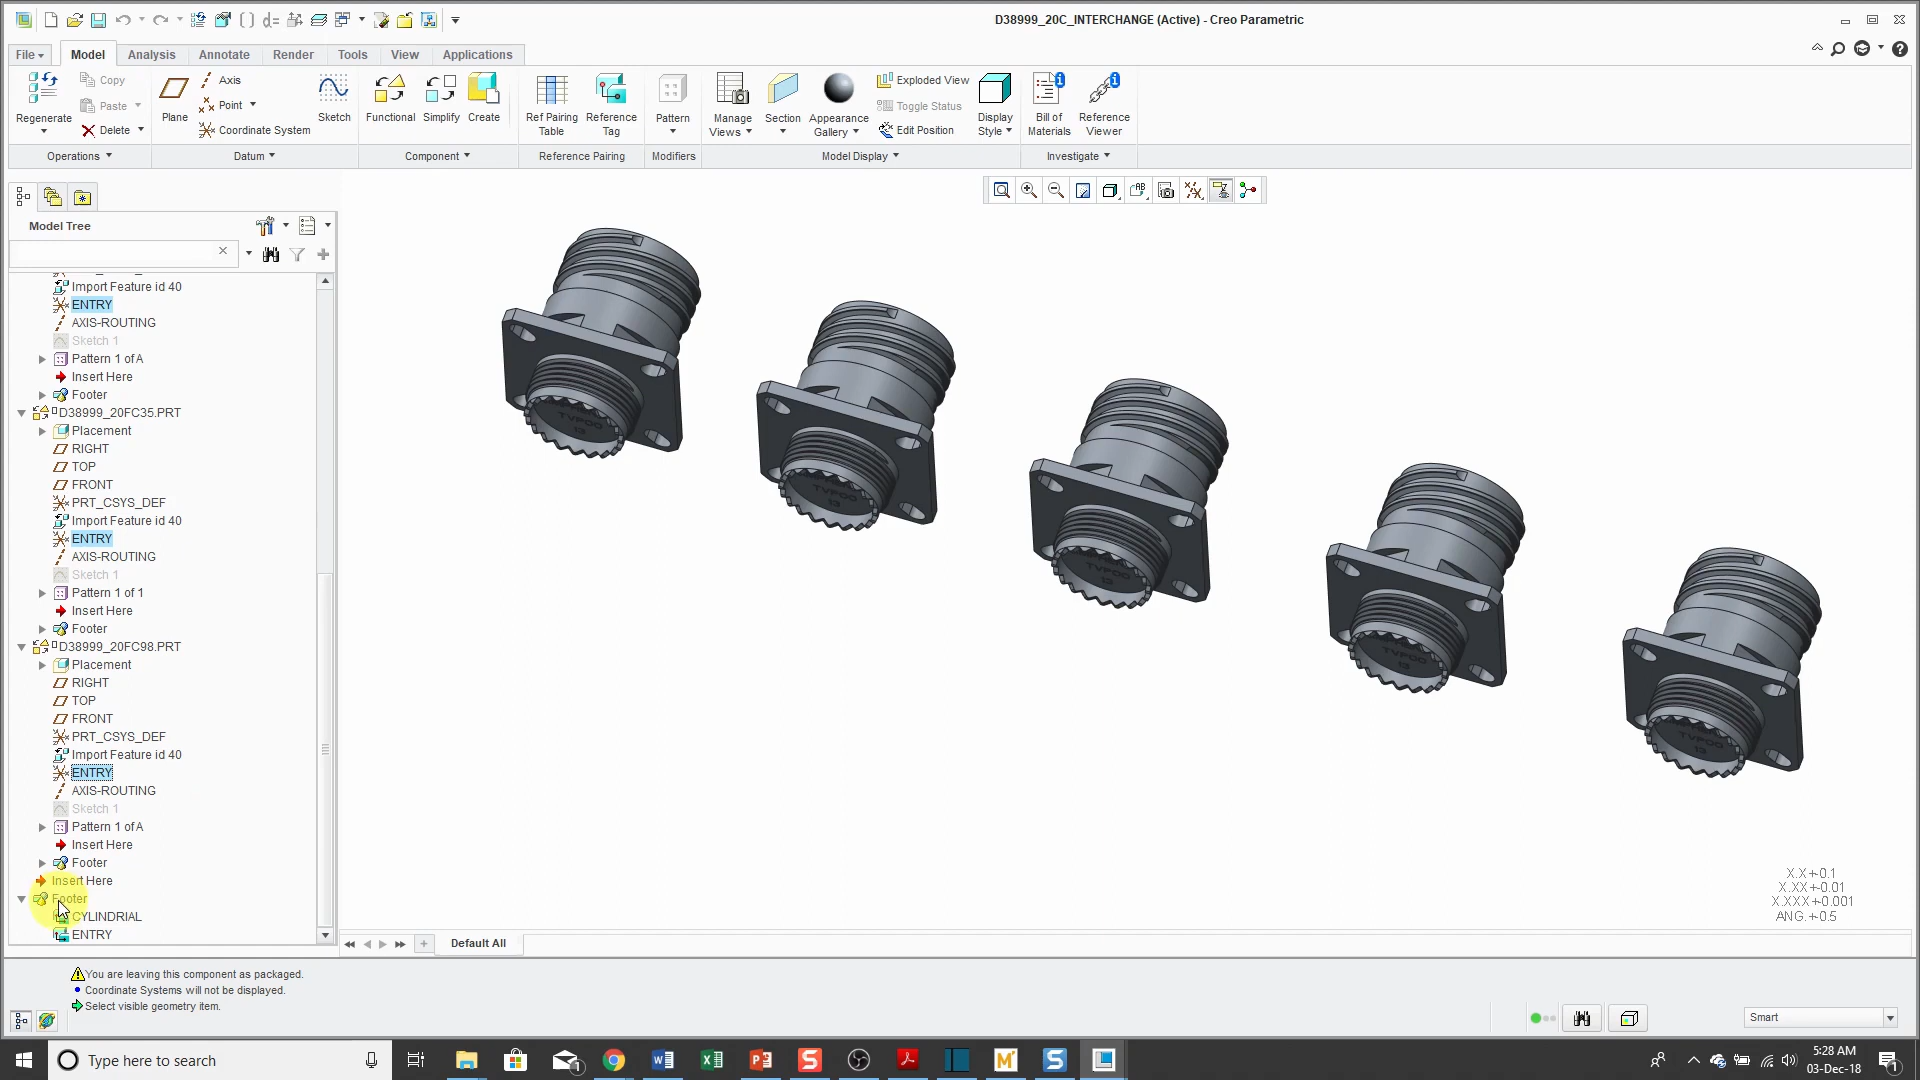 D38999_20C_INTERCHANGE (Active) - Creo Parametric
File Model Analysis Annotate Render Tools View Applications
Regenerate
Copy
Paste
Delete
Plane
Axis
Point
Coordinate System
Sketch
Functional
Simplify
Create
Ref Pairing
Table
Reference
Tag
Pattern
Manage
Views
Section
Appearance
Gallery
Exploded View
Toggle Status
Edit Position
Display
Style
Bill of
Materials
Reference
Viewer
Operations Datum Component Reference Pairing Modifiers Model Display Investigate
Model Tree
Import Feature id 40
ENTRY
AXIS-ROUTING
Sketch 1
Pattern 1 of A
Insert Here
Footer
D38999_20FC35.PRT
Placement
RIGHT
TOP
FRONT
PRT_CSYS_DEF
Import Feature id 40
ENTRY
AXIS-ROUTING
Sketch 1
Pattern 1 of 1
Insert Here
Footer
D38999_20FC98.PRT
Placement
RIGHT
TOP
FRONT
PRT_CSYS_DEF
Import Feature id 40
ENTRY
AXIS-ROUTING
Sketch 1
Pattern 1 of A
Insert Here
Footer
Insert Here
Footer
CYLINDRIAL
ENTRY
X.X+-0.1
X.XX+-0.01
X.XXX+-0.001
ANG.+-0.5
Default All
You are leaving this component as packaged.
Coordinate Systems will not be displayed.
Select visible geometry item.
Smart
Type here to search
5:28 AM
03-Dec-18